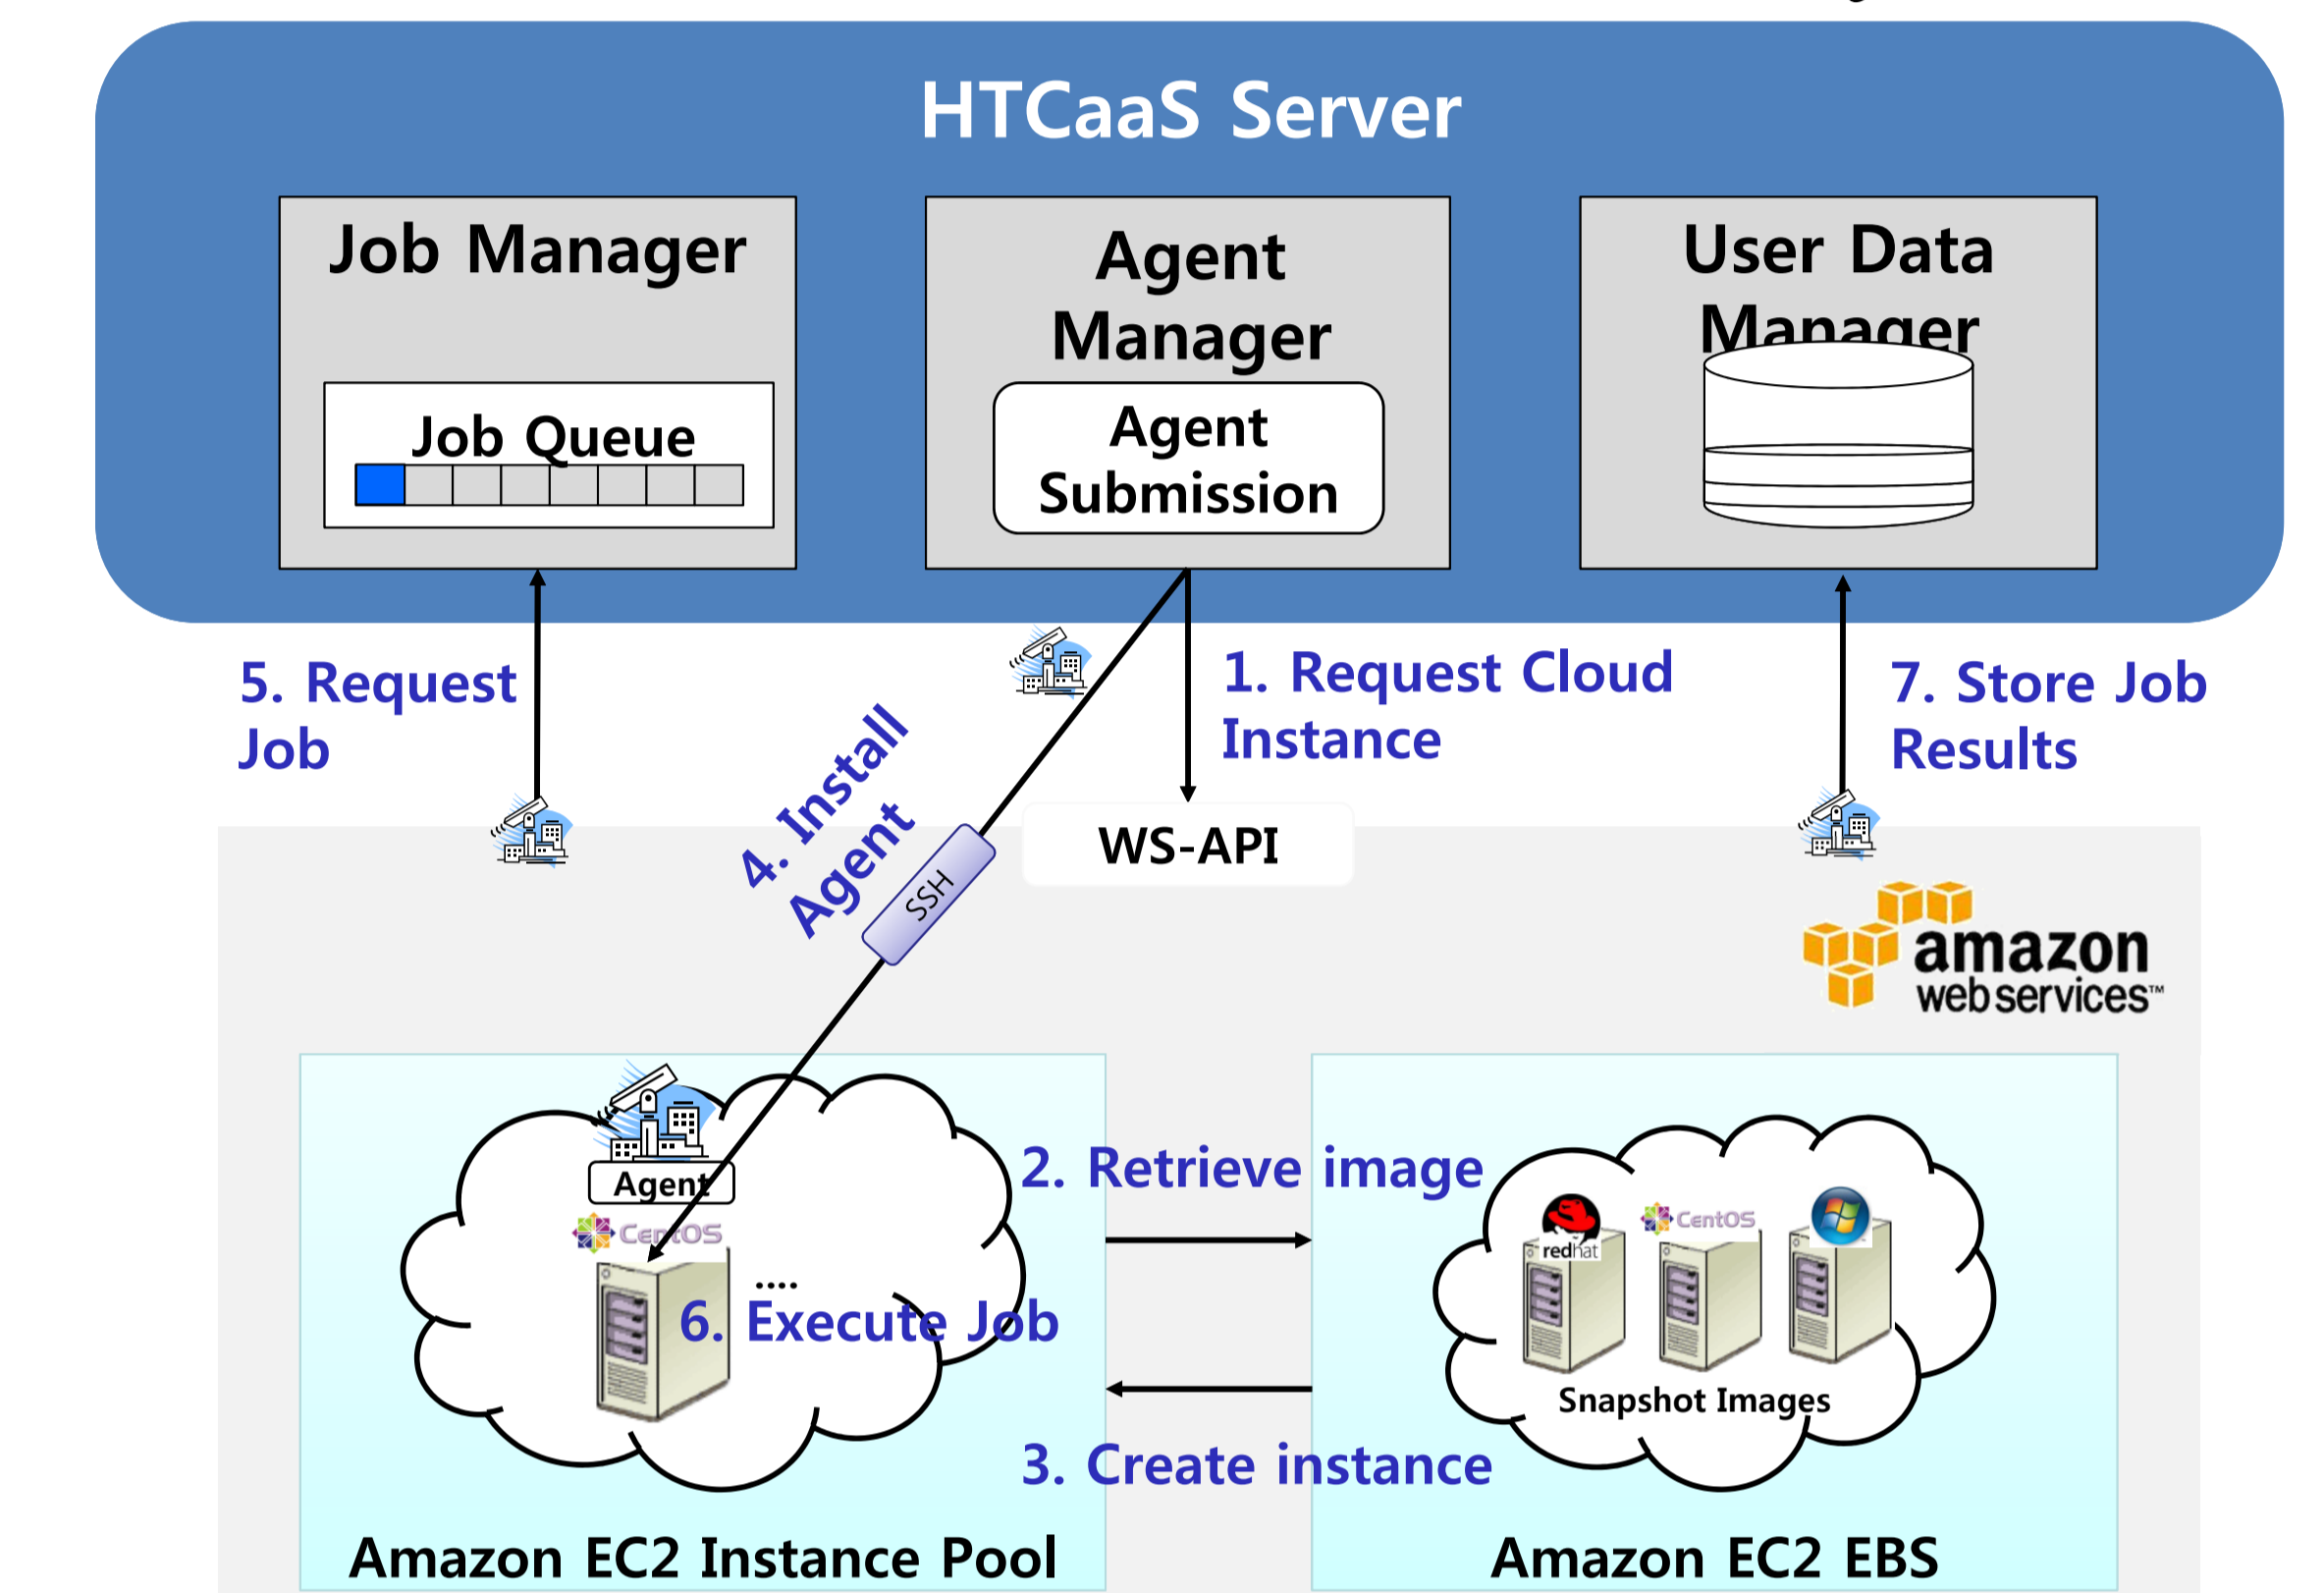 HTCaaS Server
Job Manager
Job Queue
Agent
Manager
Agent
Submission
User Data
Manager
5. Request
Job
4. Install
Agent
SSH
1. Request Cloud
Instance
WS-API
7. Store Job
Results
amazon
webservices™
Agent
CentOS
....
6. Execute Job
2. Retrieve image
3. Create instance
redhat
CentOS
Snapshot Images
Amazon EC2 Instance Pool
Amazon EC2 EBS